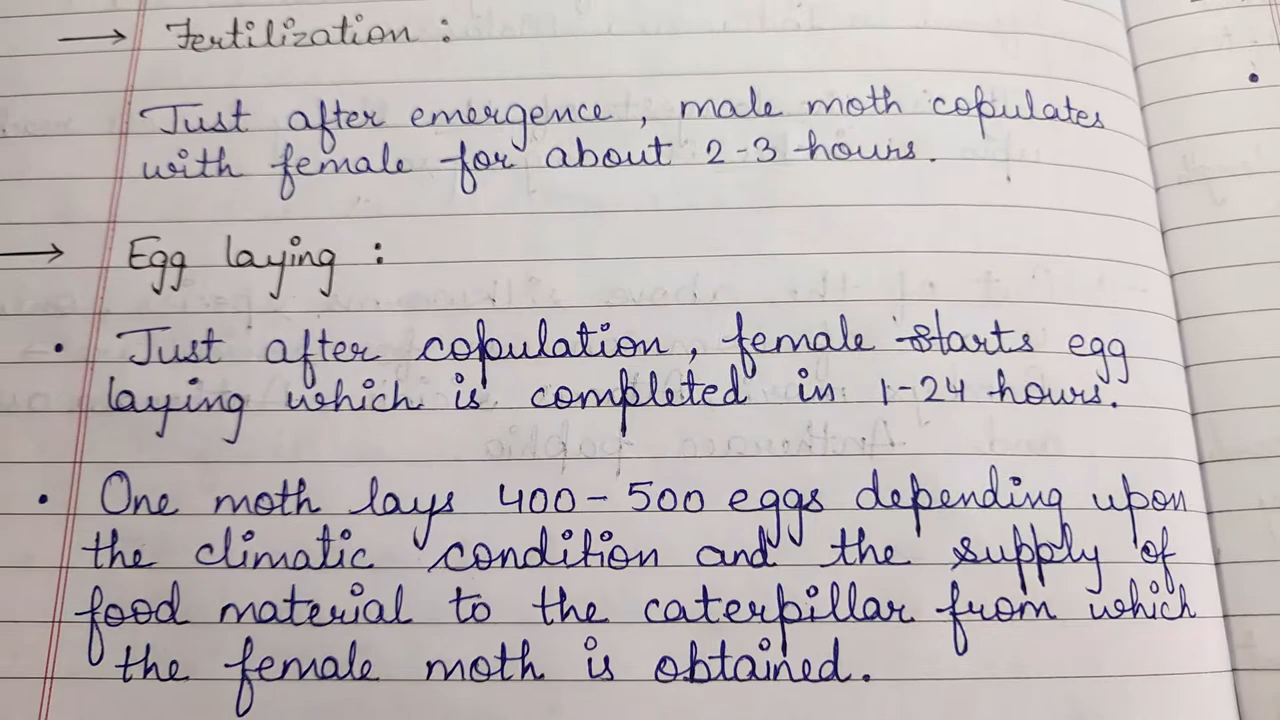 → Fertilization :
Just after emergence, male moth copulates
with female for about 2-3 hours.
→ Egg laying :
• Just after copulation, female starts egg
laying which is completed in 1-24 hours.
• One moth lays 400-500 eggs depending upon
the climatic condition and the supply of
food material to the caterpillar from which
the female moth is obtained.